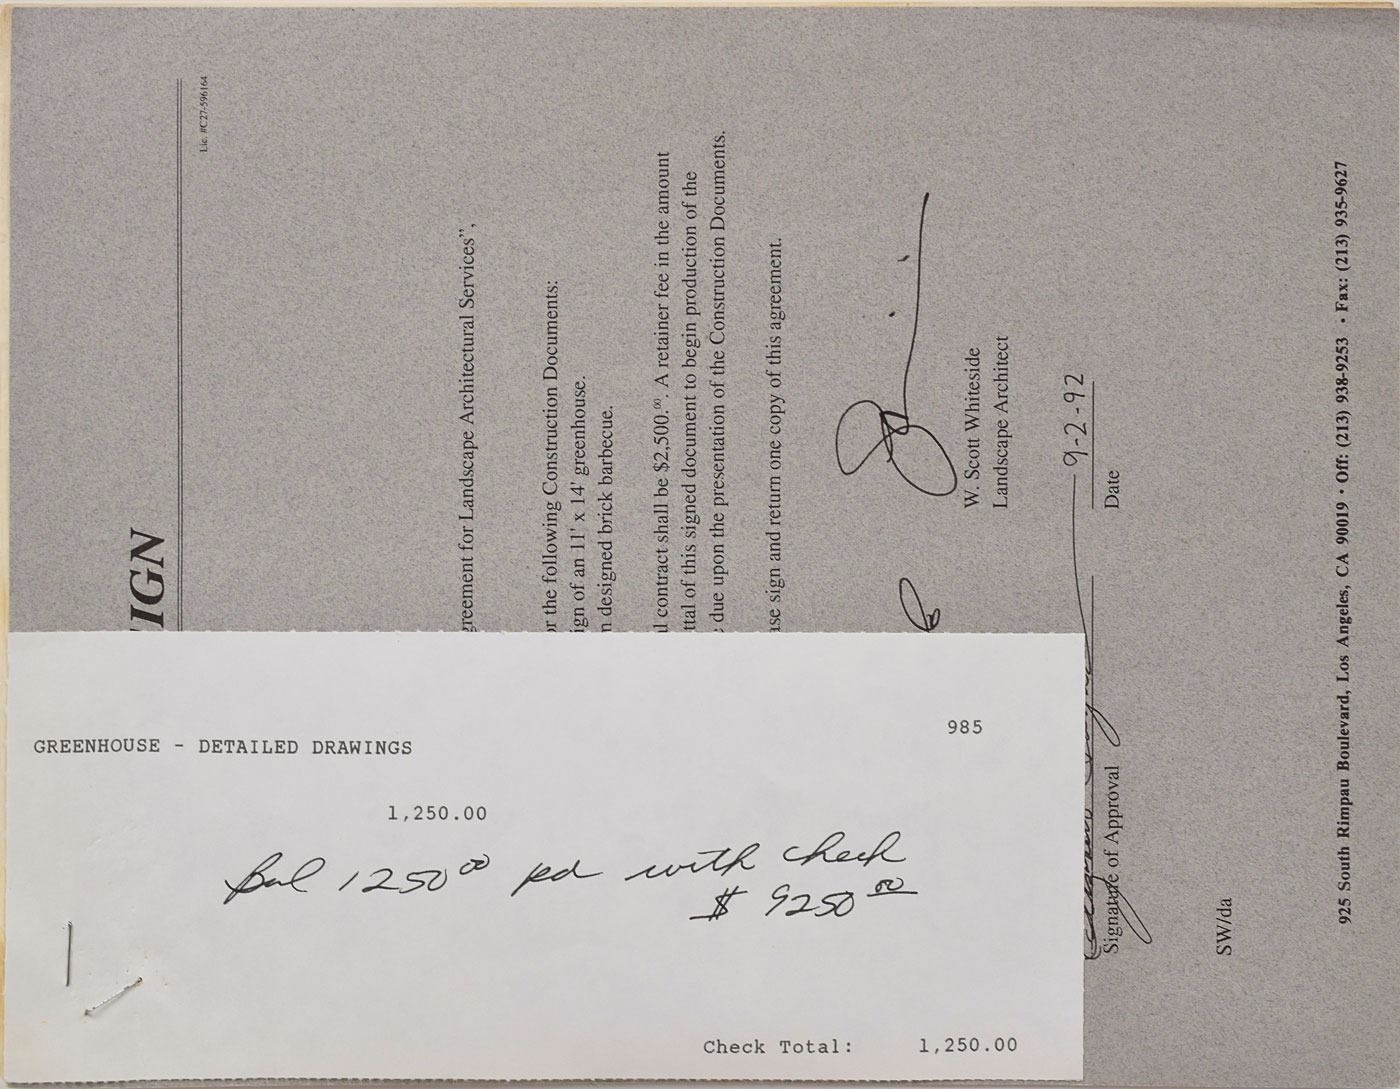 IGN
Lic. #C27-596164
greement for Landscape Architectural Services”,
or the following Construction Documents:
ign of an 11' x 14' greenhouse.
n designed brick barbecue.
l contract shall be $2,500.⁰⁰. A retainer fee in the amount
ttal of this signed document to begin production of the
due upon the presentation of the Construction Documents.
ase sign and return one copy of this agreement.
W. Scott Whiteside
Landscape Architect
9-2-92
Signature of Approval
Date
SW/da
925 South Rimpau Boulevard, Los Angeles, CA 90019 • Off: (213) 938-9253 • Fax: (213) 935-9627
985
GREENHOUSE - DETAILED DRAWINGS
1,250.00
Bal 1250⁰⁰ pd with check
$ 9250⁰⁰
Check Total: 1,250.00